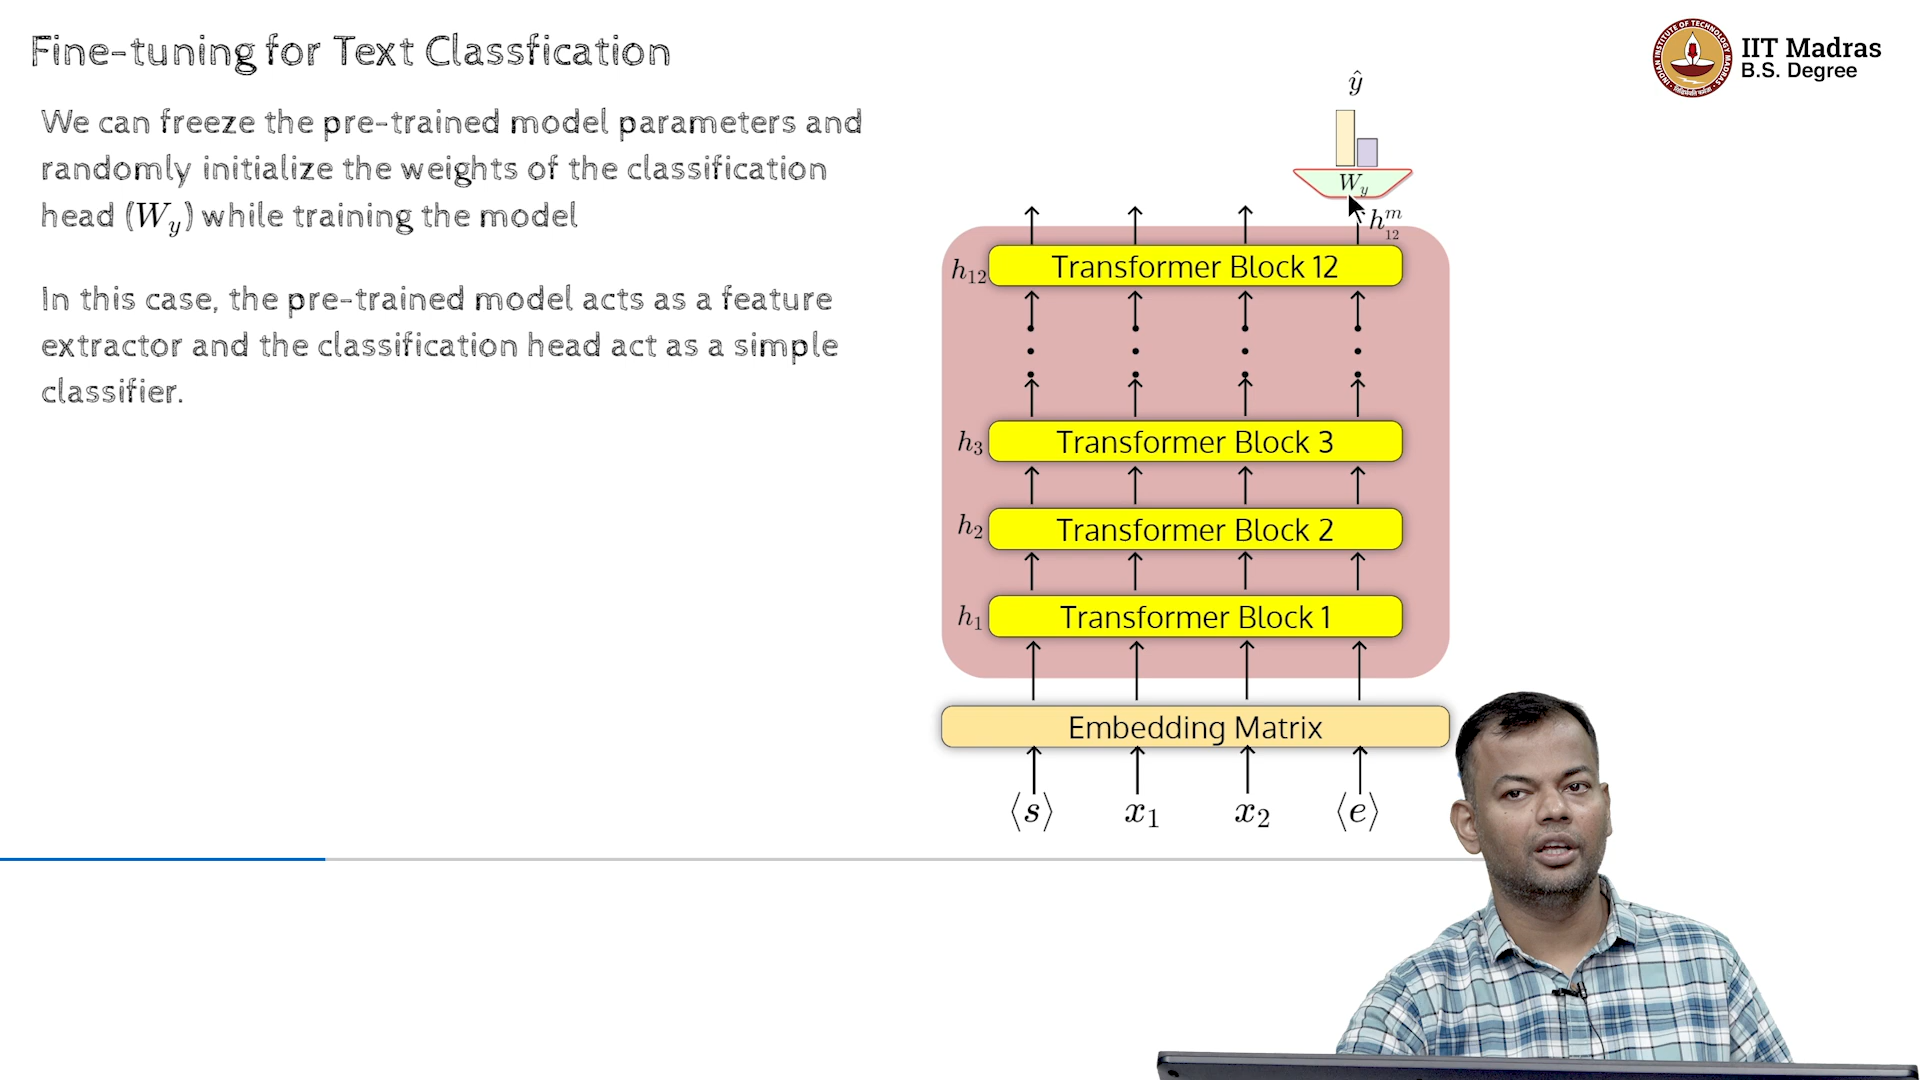 Fine-tuning for Text Classfication
IIT Madras
B.S. Degree
We can freeze the pre-trained model parameters and
randomly initialize the weights of the classification
head (W_y) while training the model
In this case, the pre-trained model acts as a feature
extractor and the classification head act as a simple
classifier.
ŷ
W_y
h_12^m
h_12 Transformer Block 12
h_3 Transformer Block 3
h_2 Transformer Block 2
h_1 Transformer Block 1
Embedding Matrix
⟨s⟩ x_1 x_2 ⟨e⟩